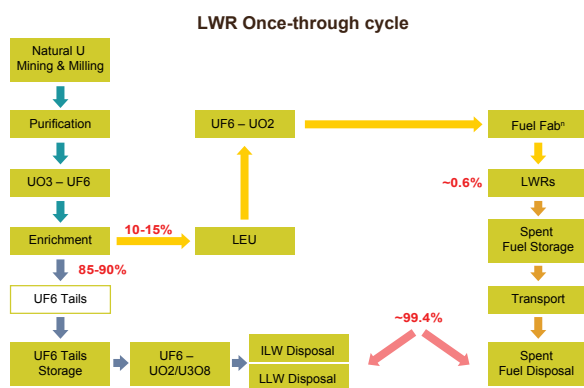 LWR Once-through cycle
Natural U
Mining & Milling
Purification
UO3 – UF6
Enrichment
10-15%
85-90%
UF6 Tails
UF6 Tails
Storage
UF6 –
UO2/U3O8
ILW Disposal
LLW Disposal
LEU
UF6 – UO2
Fuel Fabⁿ
~0.6%
LWRs
Spent
Fuel Storage
Transport
~99.4%
Spent
Fuel Disposal